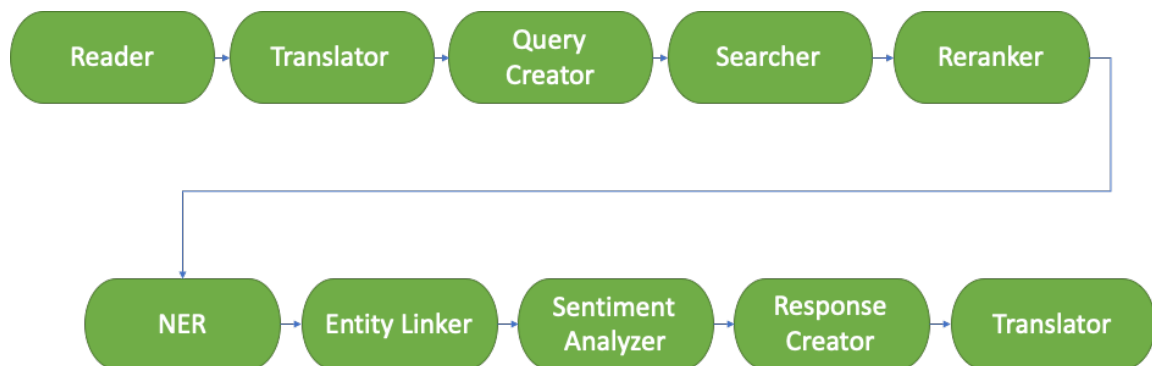 Reader
Translator
Query
Creator
Searcher
Reranker
NER
Entity Linker
Sentiment
Analyzer
Response
Creator
Translator